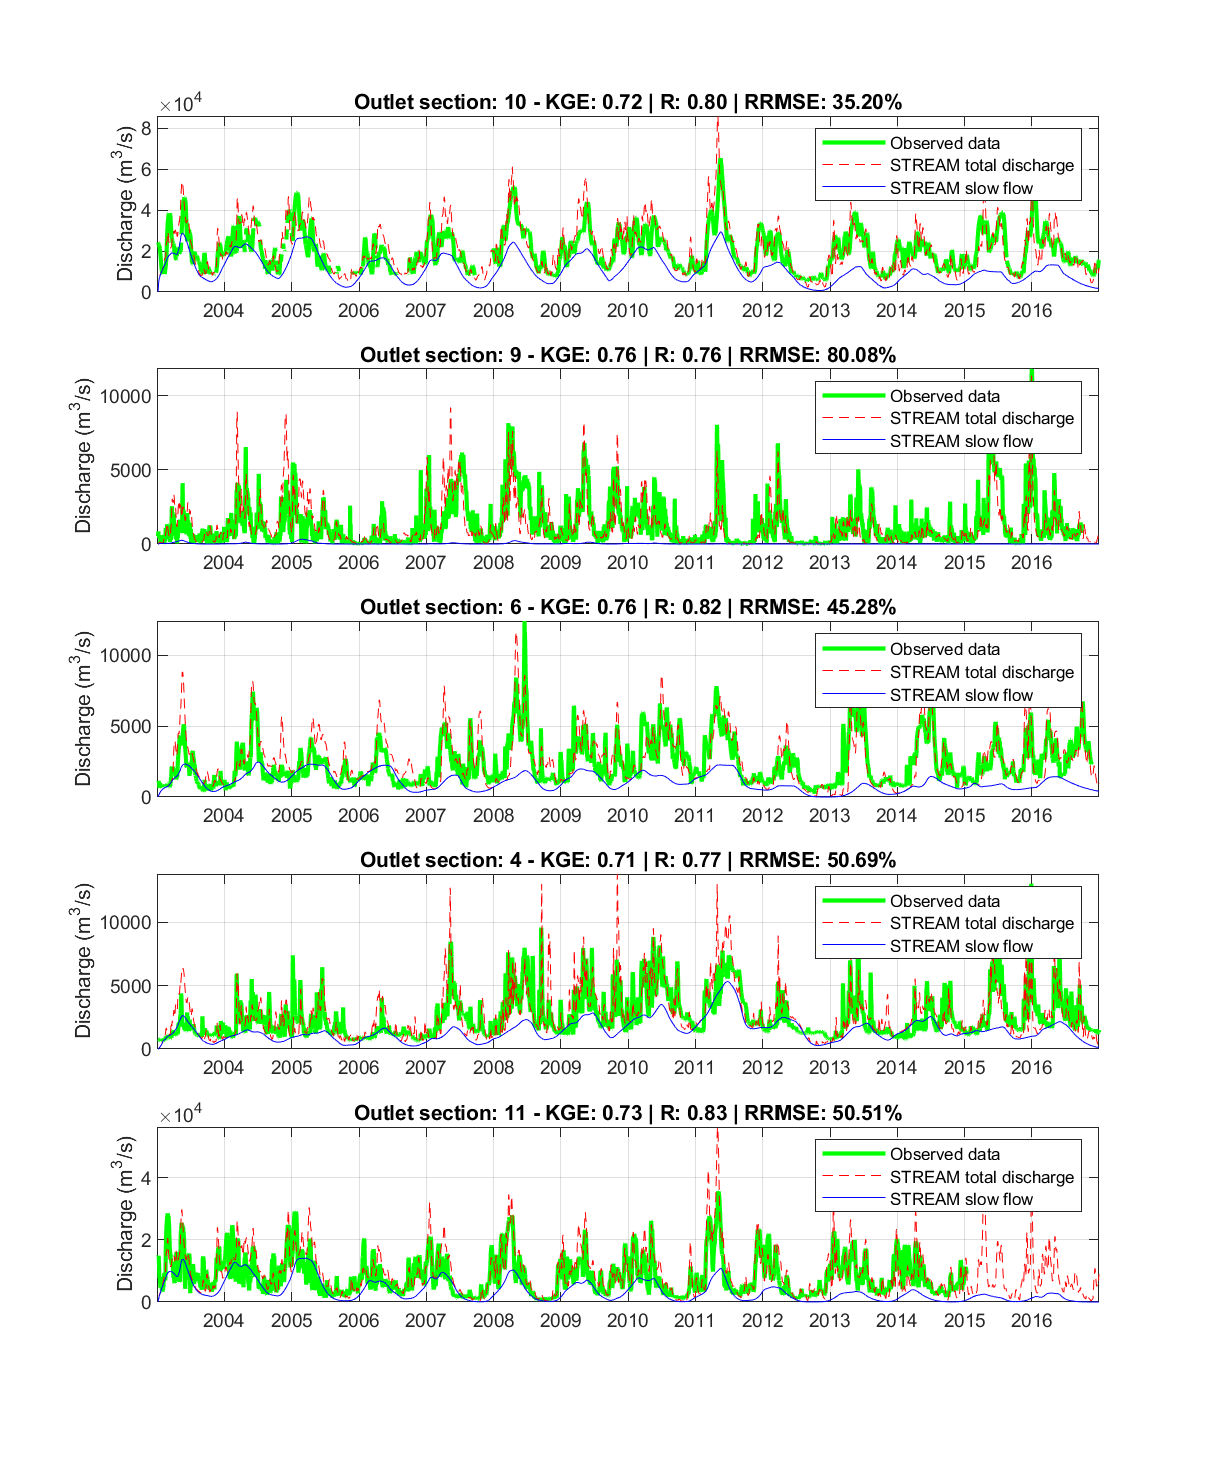 Outlet section: 10 - KGE: 0.72 | R: 0.80 | RRMSE: 35.20%
×10^4
Discharge (m^3/s)
8
6
4
2
0
Observed data
STREAM total discharge
STREAM slow flow
2004 2005 2006 2007 2008 2009 2010 2011 2012 2013 2014 2015 2016
Outlet section: 9 - KGE: 0.76 | R: 0.76 | RRMSE: 80.08%
Discharge (m^3/s)
10000
5000
0
Observed data
STREAM total discharge
STREAM slow flow
2004 2005 2006 2007 2008 2009 2010 2011 2012 2013 2014 2015 2016
Outlet section: 6 - KGE: 0.76 | R: 0.82 | RRMSE: 45.28%
Discharge (m^3/s)
10000
5000
0
Observed data
STREAM total discharge
STREAM slow flow
2004 2005 2006 2007 2008 2009 2010 2011 2012 2013 2014 2015 2016
Outlet section: 4 - KGE: 0.71 | R: 0.77 | RRMSE: 50.69%
Discharge (m^3/s)
10000
5000
0
Observed data
STREAM total discharge
STREAM slow flow
2004 2005 2006 2007 2008 2009 2010 2011 2012 2013 2014 2015 2016
Outlet section: 11 - KGE: 0.73 | R: 0.83 | RRMSE: 50.51%
×10^4
Discharge (m^3/s)
4
2
0
Observed data
STREAM total discharge
STREAM slow flow
2004 2005 2006 2007 2008 2009 2010 2011 2012 2013 2014 2015 2016